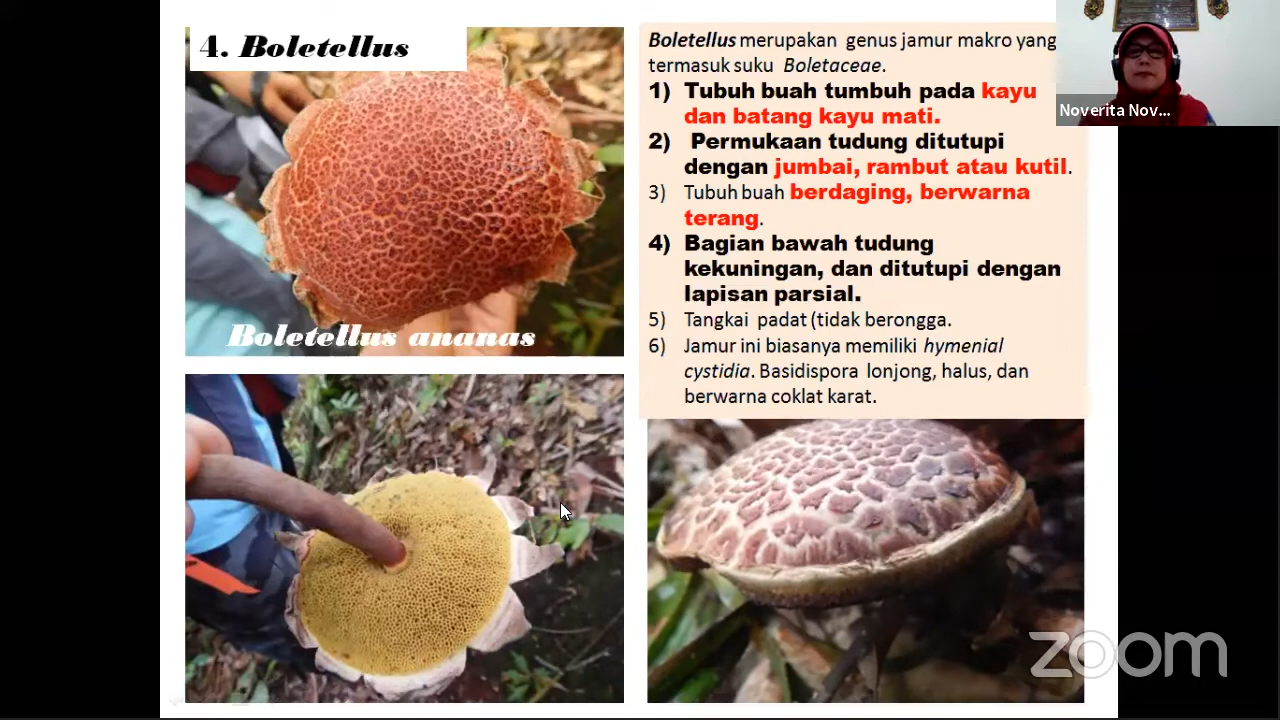 4. Boletellus
Boletellus ananas
Boletellus merupakan genus jamur makro yang
termasuk suku Boletaceae.
1) Tubuh buah tumbuh pada kayu
dan batang kayu mati.
2) Permukaan tudung ditutupi
dengan jumbai, rambut atau kutil.
3) Tubuh buah berdaging, berwarna
terang.
4) Bagian bawah tudung
kekuningan, dan ditutupi dengan
lapisan parsial.
5) Tangkai padat (tidak berongga.
6) Jamur ini biasanya memiliki hymenial
cystidia. Basidispora lonjong, halus, dan
berwarna coklat karat.
Noverita Nov...
zoom